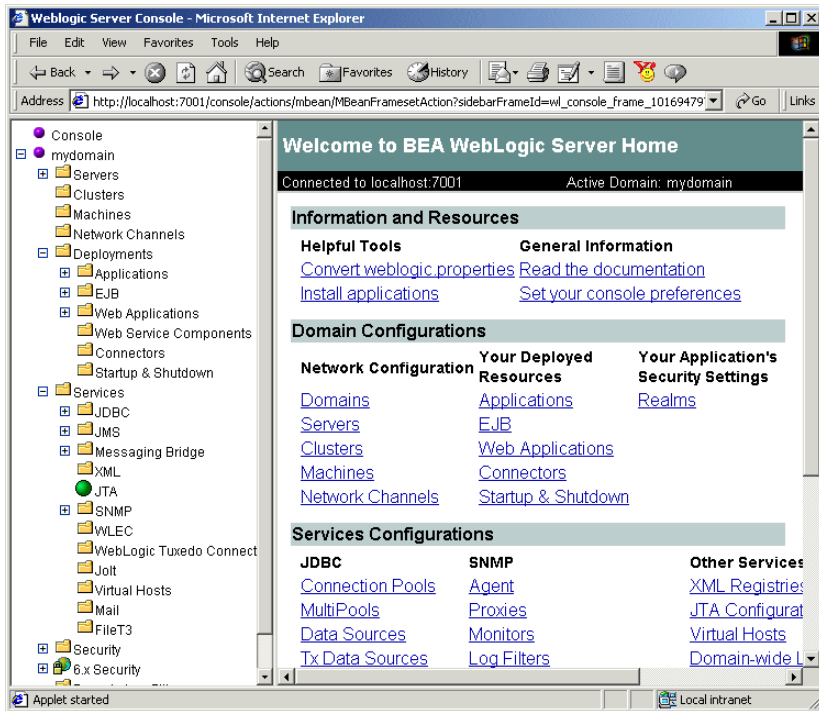 Weblogic Server Console - Microsoft Internet Explorer
File Edit View Favorites Tools Help
Back Search Favorites History
Address http://localhost:7001/console/actions/mbean/MBeanFramesetAction?sidebarFrameId=wl_console_frame_10169479 Go Links
Console
mydomain
Servers
Clusters
Machines
Network Channels
Deployments
Applications
EJB
Web Applications
Web Service Components
Connectors
Startup & Shutdown
Services
JDBC
JMS
Messaging Bridge
XML
JTA
SNMP
WLEC
WebLogic Tuxedo Connect
Jolt
Virtual Hosts
Mail
FileT3
Security
6.x Security
Welcome to BEA WebLogic Server Home
Connected to localhost:7001 Active Domain: mydomain
Information and Resources
Helpful Tools General Information
Convert weblogic.properties Read the documentation
Install applications Set your console preferences
Domain Configurations
Network Configuration Your Deployed Resources Your Application's Security Settings
Domains Applications Realms
Servers EJB
Clusters Web Applications
Machines Connectors
Network Channels Startup & Shutdown
Services Configurations
JDBC SNMP Other Services
Connection Pools Agent XML Registries
MultiPools Proxies JTA Configurat
Data Sources Monitors Virtual Hosts
Tx Data Sources Log Filters Domain-wide L
Applet started Local intranet